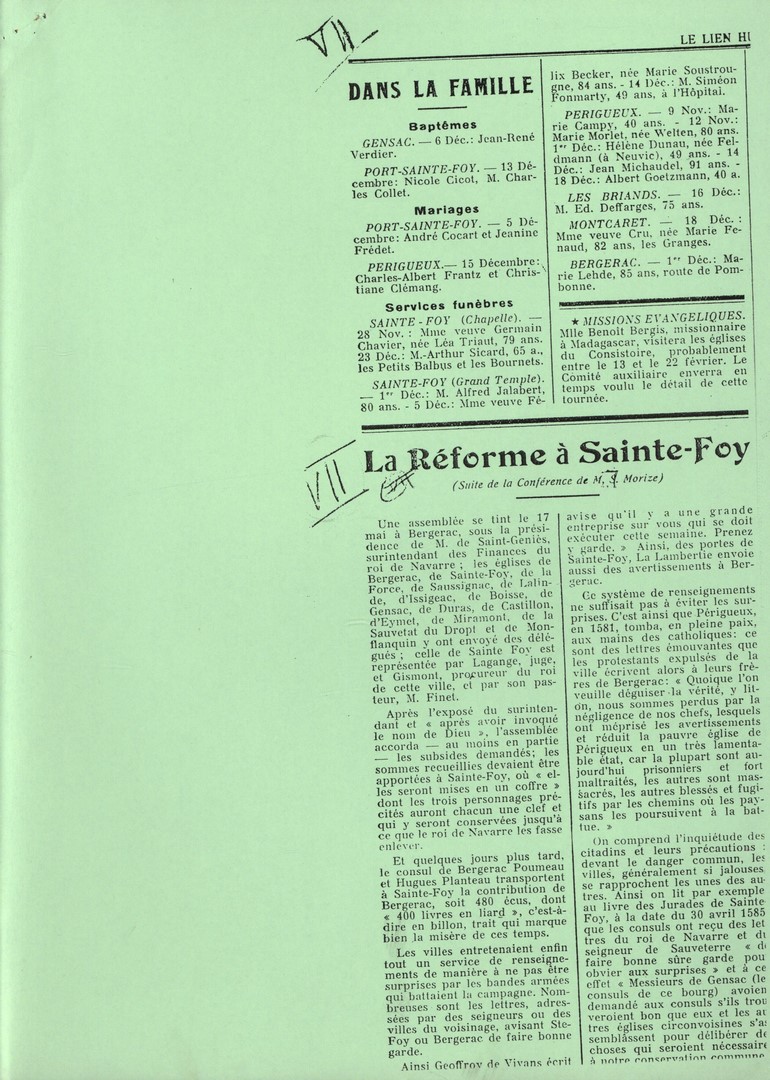 VII
LE LIEN HU
DANS LA FAMILLE
Baptêmes
GENSAC. — 6 Déc.: Jean-René
Verdier.
PORT-SAINTE-FOY. — 13 Dé-
cembre: Nicole Cicot, M. Char-
les Collet.
Mariages
PORT-SAINTE-FOY. — 5 Dé-
cembre: André Cocart et Jeanine
Frédet.
PERIGUEUX.— 15 Décembre:
Charles-Albert Frantz et Chris-
tiane Clémang.
Services funèbres
SAINTE-FOY (Chapelle). —
28 Nov. : Mme veuve Germain
Chavier, née Léa Triaut, 79 ans.
23 Déc.: M.-Arthur Sicard, 65 a.,
les Petits Balbus et les Bournets.
SAINTE-FOY (Grand Temple).
— 1er Déc.: M. Alfred Jalabert,
80 ans. - 5 Déc.: Mme veuve Fé-
lix Becker, née Marie Soustrou-
gne, 84 ans. - 14 Déc.: M. Siméon
Fonmarty, 49 ans, à l'Hôpital.
PERIGUEUX. — 9 Nov.: Ma-
rie Campy, 40 ans. - 12 Nov.:
Marie Morlet, née Welten, 80 ans.
1er Déc.: Hélène Dunau, née Fel-
dmann (à Neuvic), 49 ans. - 14
Déc.: Jean Michaudel, 91 ans. -
18 Déc.: Albert Goetzmann, 40 a.
LES BRIANDS. — 16 Déc.:
M. Ed. Deffarges, 75 ans.
MONTCARET. — 18 Déc. :
Mme veuve Cru, née Marie Fe-
naud, 82 ans, les Granges.
BERGERAC. — 1er Déc.: Ma-
rie Lehde, 85 ans, route de Pom-
bonne.
★ MISSIONS EVANGELIQUES.
Mlle Benoît Bergis, missionnaire
à Madagascar, visitera les églises
du Consistoire, probablement
entre le 13 et le 22 février. Le
Comité auxiliaire enverra en
temps voulu le détail de cette
tournée.
VII
La Réforme à Sainte-Foy
(Suite de la Conférence de M. J. Morize)
Une assemblée se tint le 17
mai à Bergerac, sous la prési-
dence de M. de Saint-Geniès,
surintendant des Finances du
roi de Navarre ; les églises de
Bergerac, de Sainte-Foy, de la
Force, de Saussignac, de Lalin-
de, d'Issigeac, de Boisse, de
Gensac, de Duras, de Castillon,
d'Eymet, de Miramont, de la
Sauvetat du Dropt et de Mon-
flanquin y ont envoyé des délé-
gués ; celle de Sainte Foy est
représentée par Lagange, juge,
et Gismont, procureur du roi
de cette ville, et par son pas-
teur, M. Finet.
Après l'exposé du surinten-
dant et « après avoir invoqué
le nom de Dieu », l'assemblée
accorda — au moins en partie
— les subsides demandés; les
sommes recueillies devaient être
apportées à Sainte-Foy, où « el-
les seront mises en un coffre »
dont les trois personnages pré-
cités auront chacun une clef et
qui y seront conservées jusqu'à
ce que le roi de Navarre les fasse
enlever.
Et quelques jours plus tard,
le consul de Bergerac Poumeau
et Hugues Planteau transportent
à Sainte-Foy la contribution de
Bergerac, soit 480 écus, dont
« 400 livres en liard », c'est-à-
dire en billon, trait qui marque
bien la misère de ces temps.
Les villes entretenaient enfin
tout un service de renseigne-
ments de manière à ne pas être
surprises par les bandes armées
qui battaient la campagne. Nom-
breuses sont les lettres, adres-
sées par des seigneurs ou des
villes du voisinage, avisant Ste-
Foy ou Bergerac de faire bonne
garde.
Ainsi Geoffroy de Vivans écrit
avise qu'il y a une grande
entreprise sur vous qui se doit
exécuter cette semaine. Prenez
y garde. » Ainsi, des portes de
Sainte-Foy, La Lambertie envoie
aussi des avertissements à Ber-
gerac.
Ce système de renseignements
ne suffisait pas à éviter les sur-
prises. C'est ainsi que Périgueux,
en 1581, tomba, en pleine paix,
aux mains des catholiques: ce
sont des lettres émouvantes que
les protestants expulsés de la
ville écrivent alors à leurs frè-
res de Bergerac: « Quoique l'on
veuille déguiser la vérité, y lit-
on, nous sommes perdus par la
négligence de nos chefs, lesquels
ont méprisé les avertissements
et réduit la pauvre église de
Périgueux en un très lamenta-
ble état, car la plupart sont au-
jourd'hui prisonniers et fort
maltraités, les autres sont mas-
sacrés, les autres blessés et fugi-
tifs par les chemins où les pay-
sans les poursuivent à la bat-
tue. »
On comprend l'inquiétude des
citadins et leurs précautions :
devant le danger commun, les
villes, généralement si jalouses,
se rapprochent les unes des au-
tres. Ainsi on lit par exemple
au livre des Jurades de Sainte
Foy, à la date du 30 avril 1585
que les consuls ont reçu des let
tres du roi de Navarre et du
seigneur de Sauveterre « de
faire bonne sûre garde pou
obvier aux surprises » et à ce
effet « Messieurs de Gensac (le
consuls de ce bourg) avoien
demandé aux consuls s'ils trou
veroient bon que eux et les au
tres églises circonvoisines s'as
semblâssent pour délibérer de
choses qui seroient nécessaire
à notre conservation commune